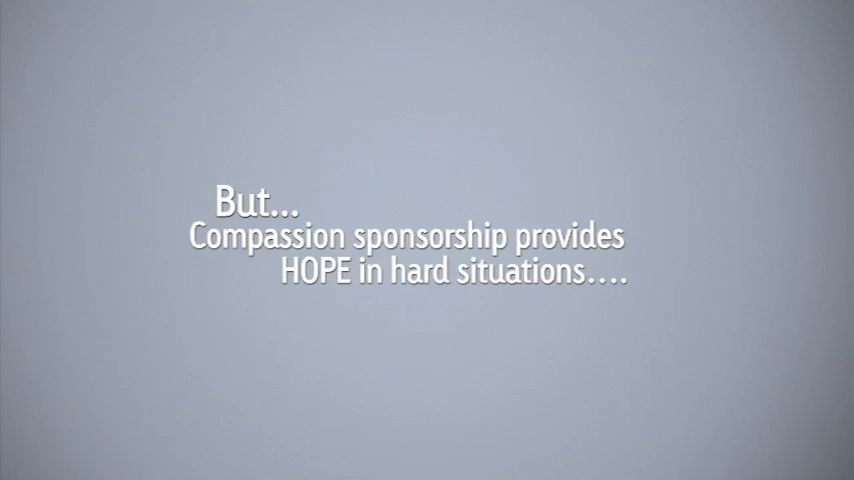 But...
Compassion sponsorship provides
HOPE in hard situations....